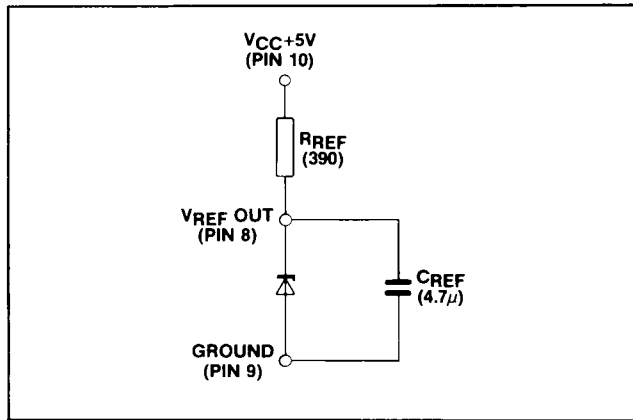 VCC+5V
(PIN 10)
RREF
(390)
VREF OUT
(PIN 8)
CREF
(4.7μ)
GROUND
(PIN 9)